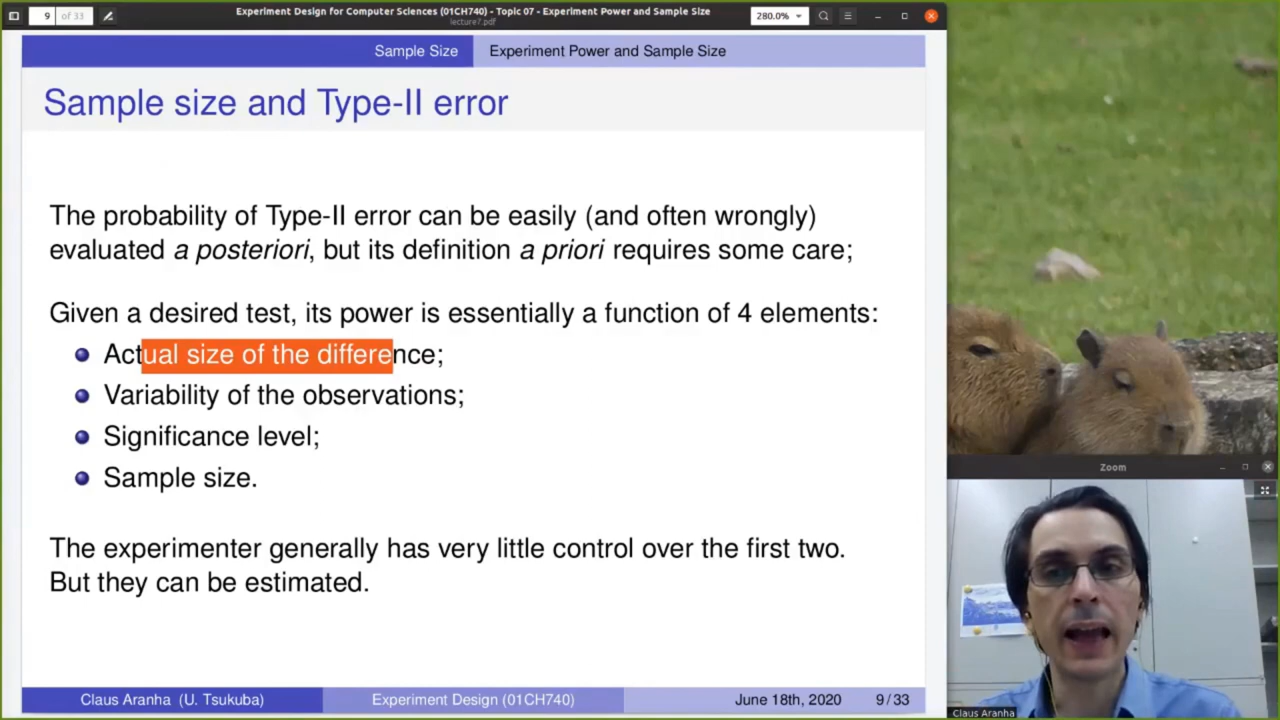 9 of 33
Experiment Design for Computer Sciences (01CH740) - Topic 07 - Experiment Power and Sample Size
lecture7.pdf
280.0%
Sample Size
Experiment Power and Sample Size
Sample size and Type-II error
The probability of Type-II error can be easily (and often wrongly)
evaluated a posteriori, but its definition a priori requires some care;
Given a desired test, its power is essentially a function of 4 elements:
Actual size of the difference;
Variability of the observations;
Significance level;
Sample size.
The experimenter generally has very little control over the first two.
But they can be estimated.
Claus Aranha (U. Tsukuba)
Experiment Design (01CH740)
June 18th, 2020
9 / 33
Zoom
Claus Aranha